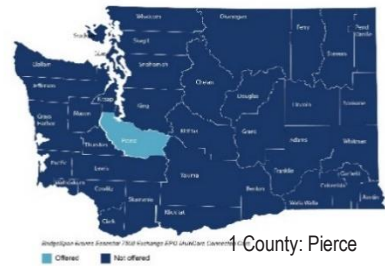 Whatcom
Okanogan
Ferry
Pend
Oreille
Stevens
Skagit
Snohomish
Clallam
Chelan
Jefferson
Douglas
Kitsap
King
Lincoln
Spokane
Grays
Harbor
Mason
Kittitas
Grant
Pierce
Adams
Whitman
Thurston
Pacific
Lewis
Yakima
Franklin
Garfield
Wahkiakum
Cowlitz
Columbia
Benton
Walla Walla
Asotin
Skamania
Klickitat
Clark
1 County: Pierce
Offered
Not offered